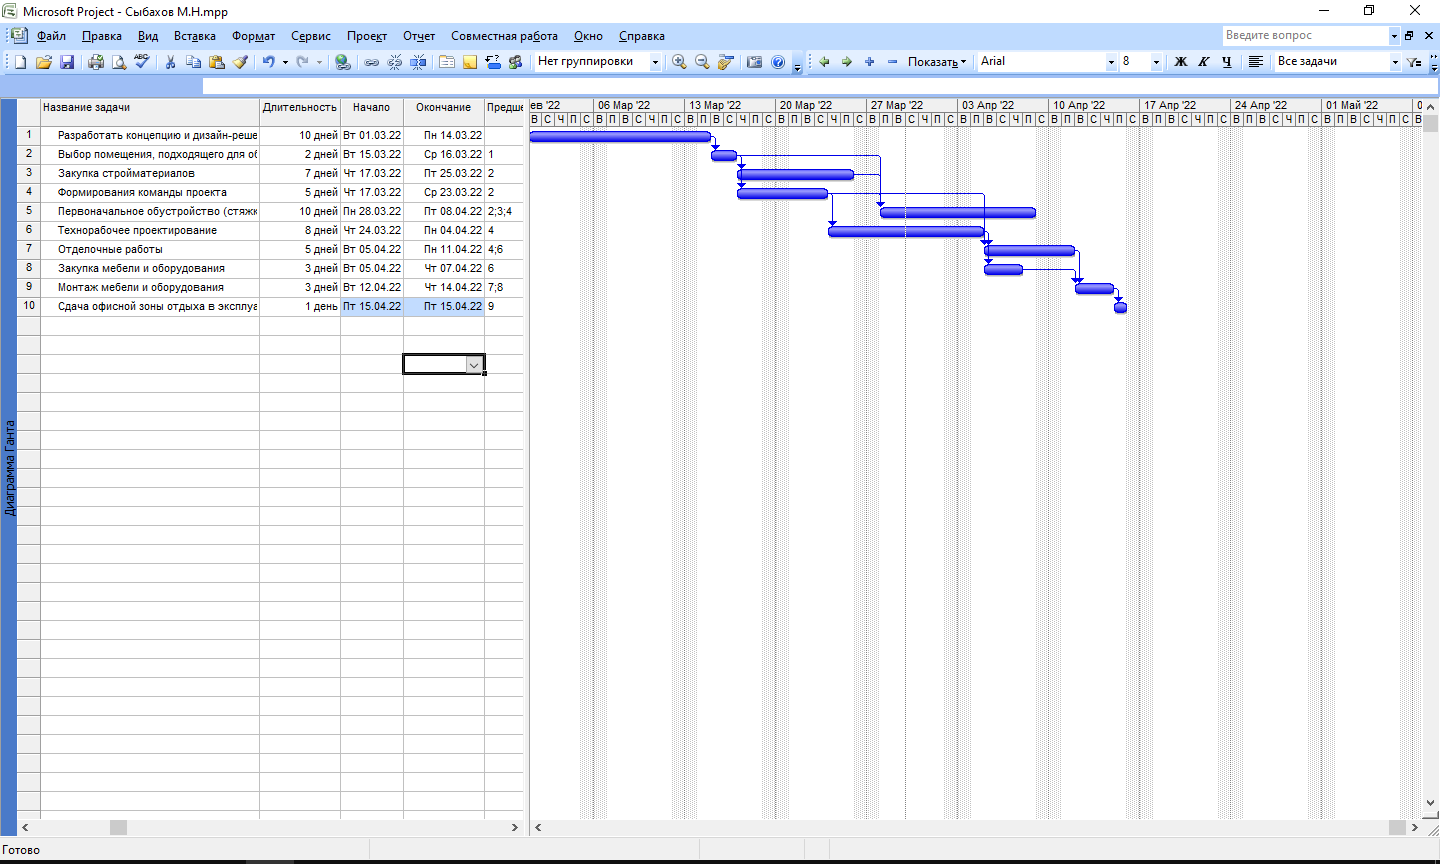 Microsoft Project - Сыбахов М.Н.mpp
Файл Правка Вид Вставка Формат Сервис Проект Отчет Совместная работа Окно Справка Введите вопрос
Нет группировки Показать Arial 8 Ж К Ч Все задачи
Название задачи Длительность Начало Окончание Предше
ев '22 06 Мар '22 13 Мар '22 20 Мар '22 27 Мар '22 03 Апр '22 10 Апр '22 17 Апр '22 24 Апр '22 01 Май '22 0
В С Ч П С В П В С Ч П С В П В С Ч П С В П В С Ч П С В П В С Ч П С В П В С Ч П С В П В С Ч П С В П В С Ч П С В П В С Ч П С В П В С Ч П С В
1 Разработать концепцию и дизайн-реше 10 дней Вт 01.03.22 Пн 14.03.22
2 Выбор помещения, подходящего для об 2 дней Вт 15.03.22 Ср 16.03.22 1
3 Закупка стройматериалов 7 дней Чт 17.03.22 Пт 25.03.22 2
4 Формирования команды проекта 5 дней Чт 17.03.22 Ср 23.03.22 2
5 Первоначальное обустройство (стяжк 10 дней Пн 28.03.22 Пт 08.04.22 2;3;4
6 Технорабочее проектирование 8 дней Чт 24.03.22 Пн 04.04.22 4
7 Отделочные работы 5 дней Вт 05.04.22 Пн 11.04.22 4;6
8 Закупка мебели и оборудования 3 дней Вт 05.04.22 Чт 07.04.22 6
9 Монтаж мебели и оборудования 3 дней Вт 12.04.22 Чт 14.04.22 7;8
10 Сдача офисной зоны отдыха в эксплуа 1 день Пт 15.04.22 Пт 15.04.22 9
Диаграмма Ганта
Готово